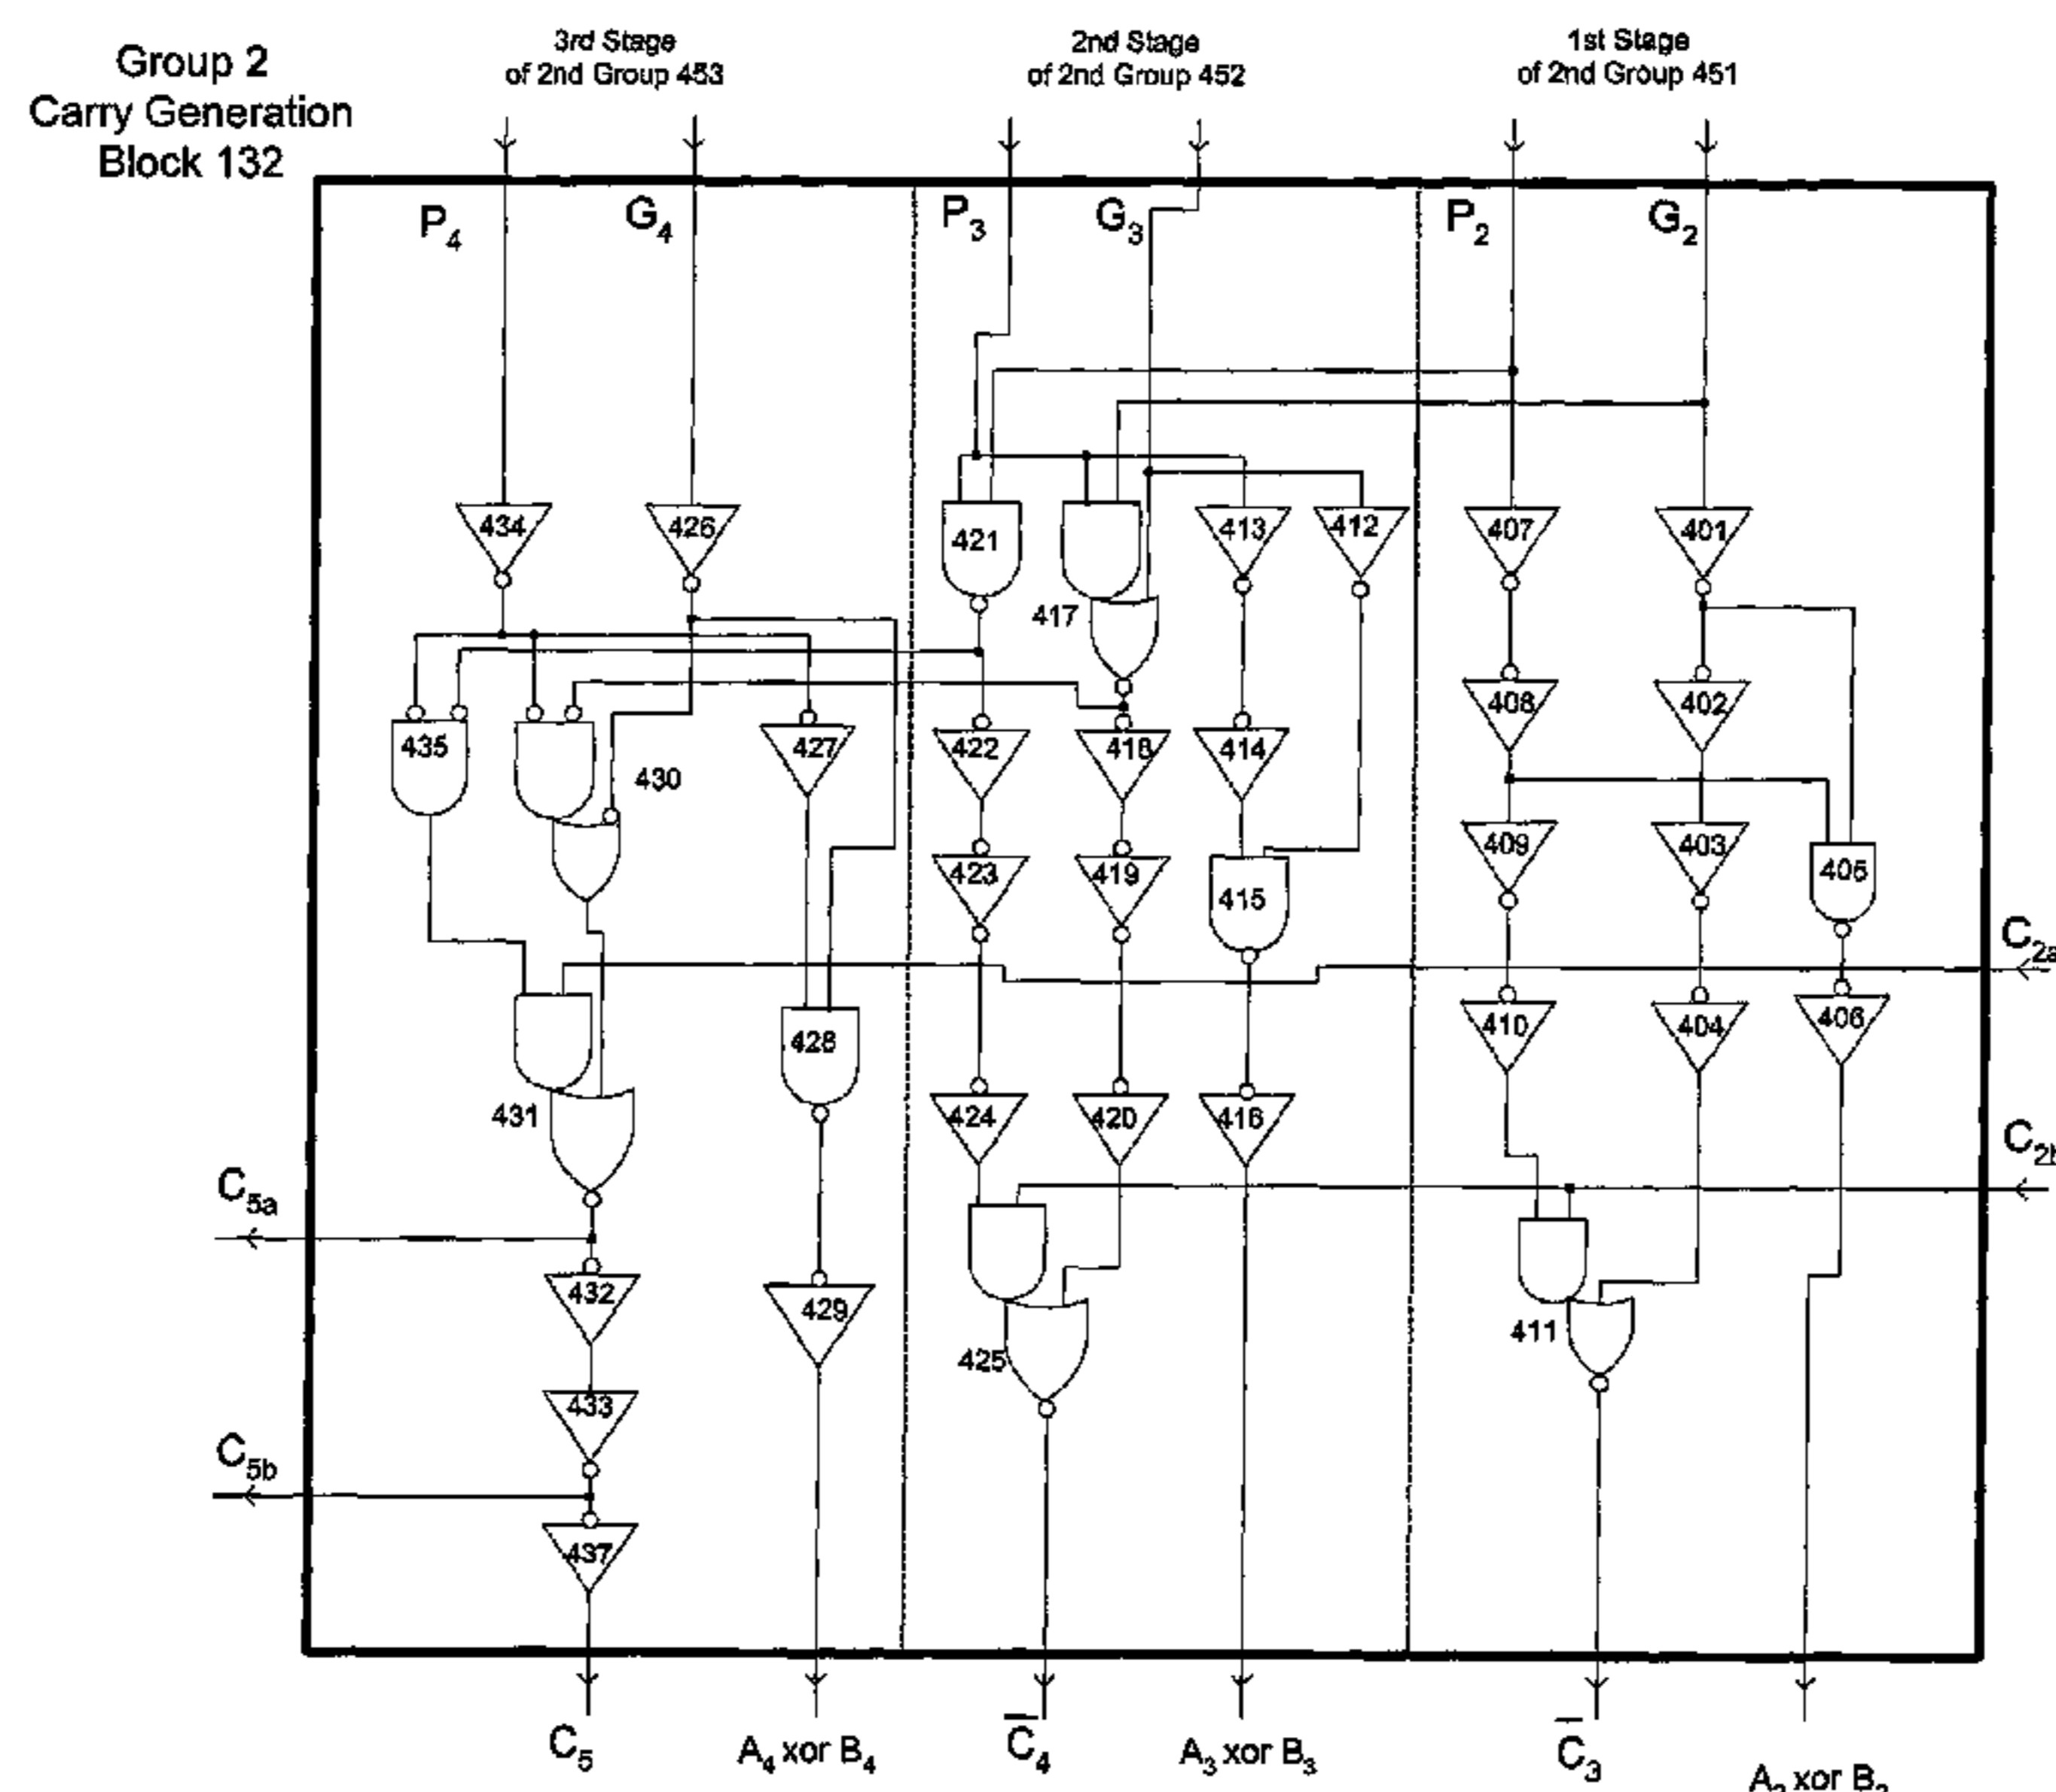 Group 2
Carry Generation
Block 132
3rd Stage
of 2nd Group 453
2nd Stage
of 2nd Group 452
1st Stage
of 2nd Group 451
P4 G4 P3 G3 P2 G2
434 426 421 413 412 407 401
417
408 402
435 430 427 422 418 414
409 403 405
423 419 415
C2a
410 404 406
428
431 424 420 416
C2b
C5a
432 429
425 411
433
C5b
437
C5 A4 xor B4 C̅4 A3 xor B3 C̅3